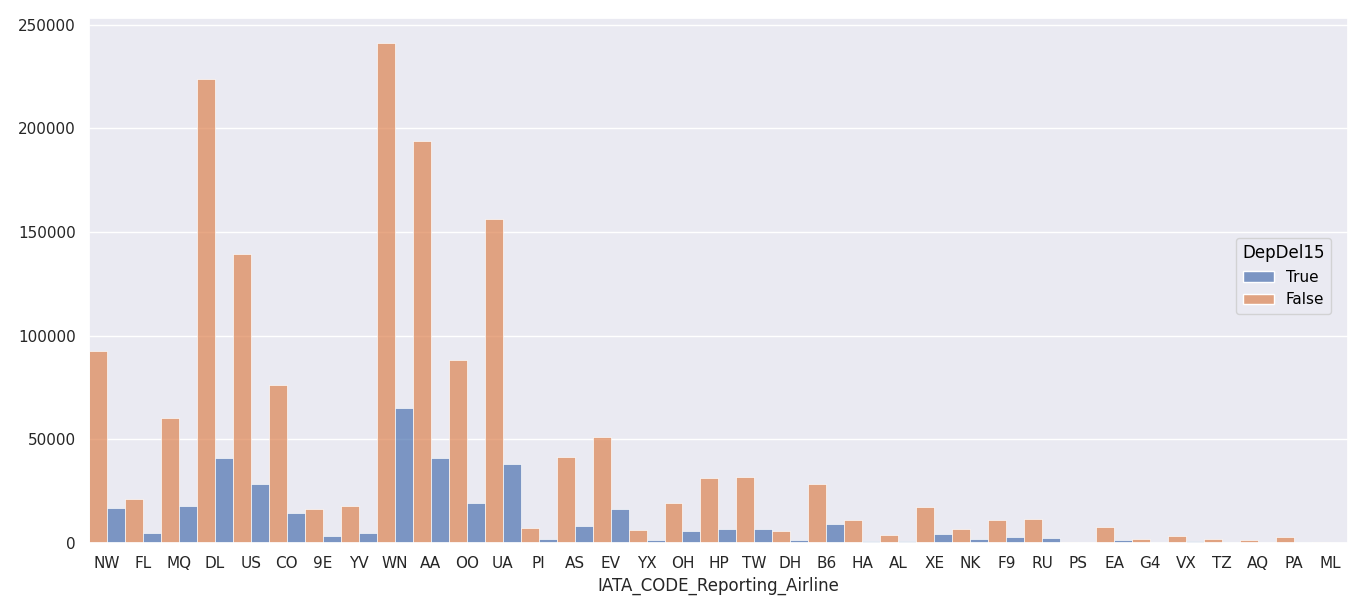 250000
200000
150000
100000
50000
0
DepDel15
True
False
NW FL MQ DL US CO 9E YV WN AA OO UA PI AS EV YX OH HP TW DH B6 HA AL XE NK F9 RU PS EA G4 VX TZ AQ PA ML
IATA_CODE_Reporting_Airline